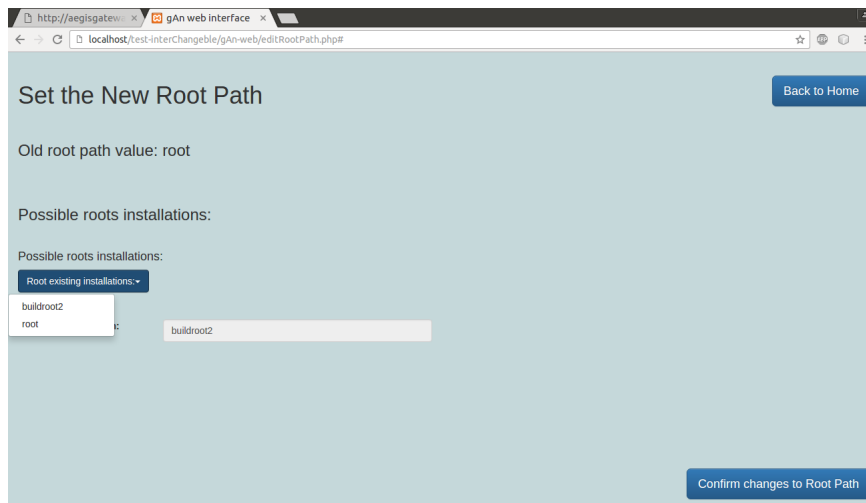 http://aegisgatewa
gAn web interface
localhost/test-interChangeble/gAn-web/editRootPath.php#
Set the New Root Path
Back to Home
Old root path value: root
Possible roots installations:
Possible roots installations:
Root existing installations:
buildroot2
root
buildroot2
Confirm changes to Root Path